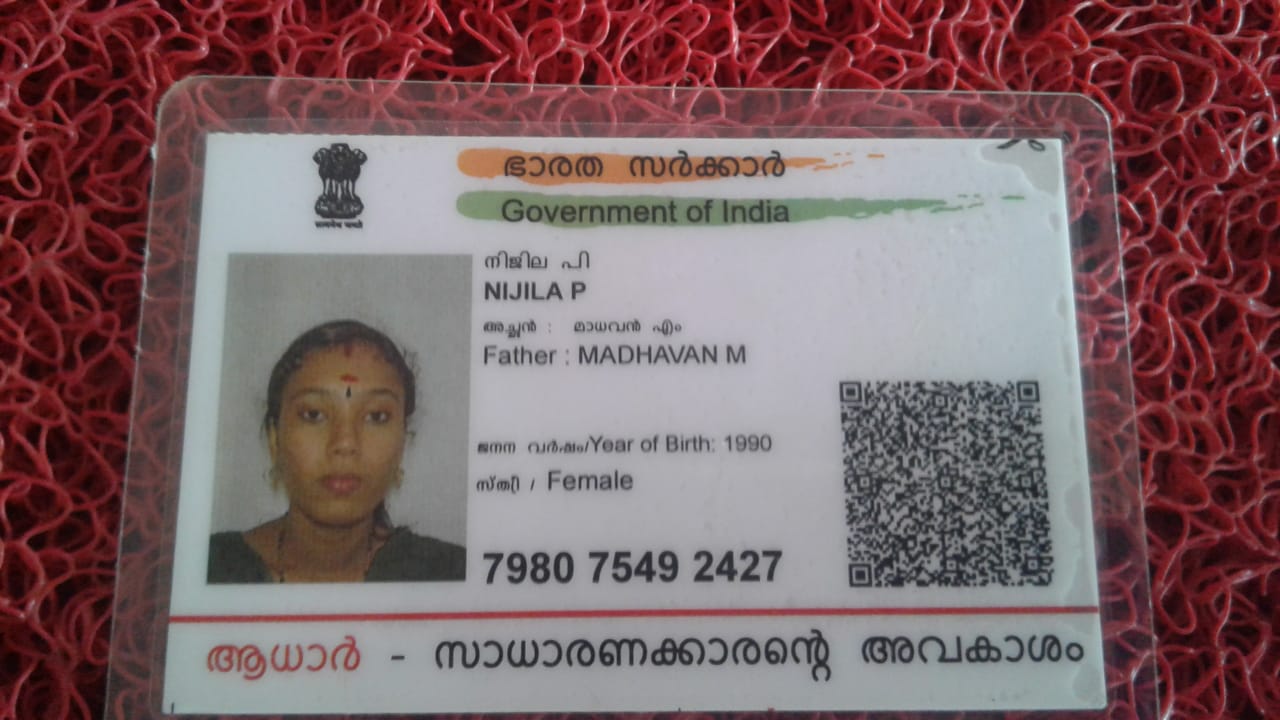 ഭാരത സർക്കാർ
Government of India
നിജില പി
NIJILA P
അച്ഛൻ : മാധവൻ എം
Father : MADHAVAN M
ജനന വർഷം/Year of Birth: 1990
സ്ത്രീ / Female
7980 7549 2427
ആധാർ - സാധാരണക്കാരന്റെ അവകാശം